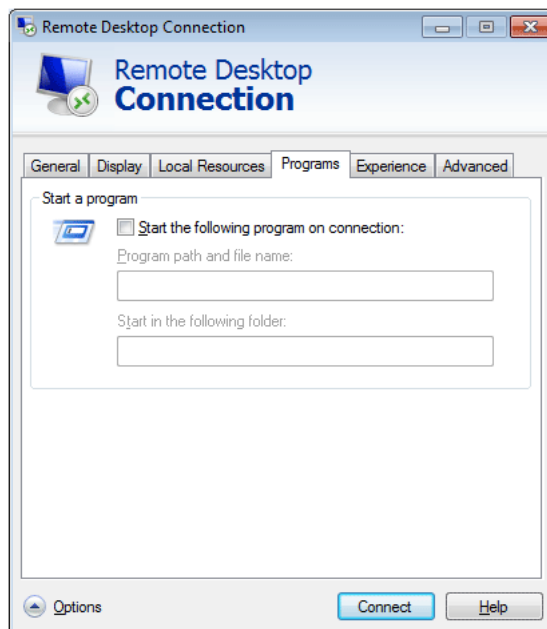 Remote Desktop Connection
Remote Desktop
Connection
General Display Local Resources Programs Experience Advanced
Start a program
Start the following program on connection:
Program path and file name:
Start in the following folder:
Options Connect Help